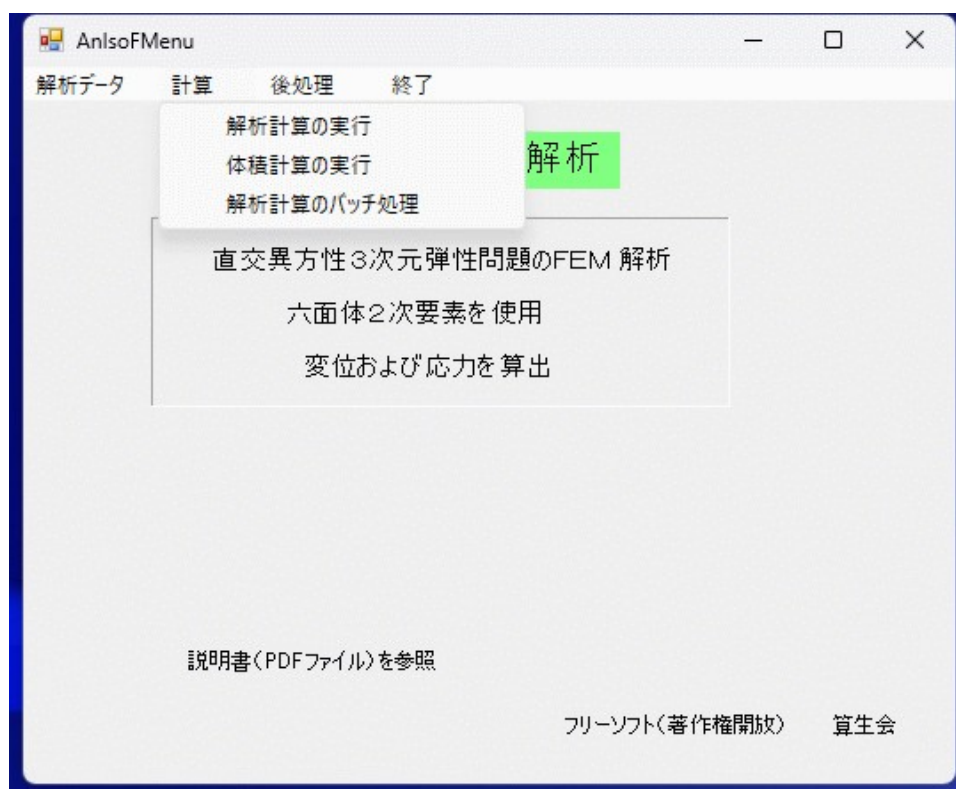 AnIsoFMenu
解析データ 計算 後処理 終了
解析計算の実行
体積計算の実行
解析計算のバッチ処理
解析
直交異方性3次元弾性問題のFEM 解析
六面体2次要素を使用
変位および応力を算出
説明書(PDFファイル)を参照
フリーソフト(著作権開放) 算生会